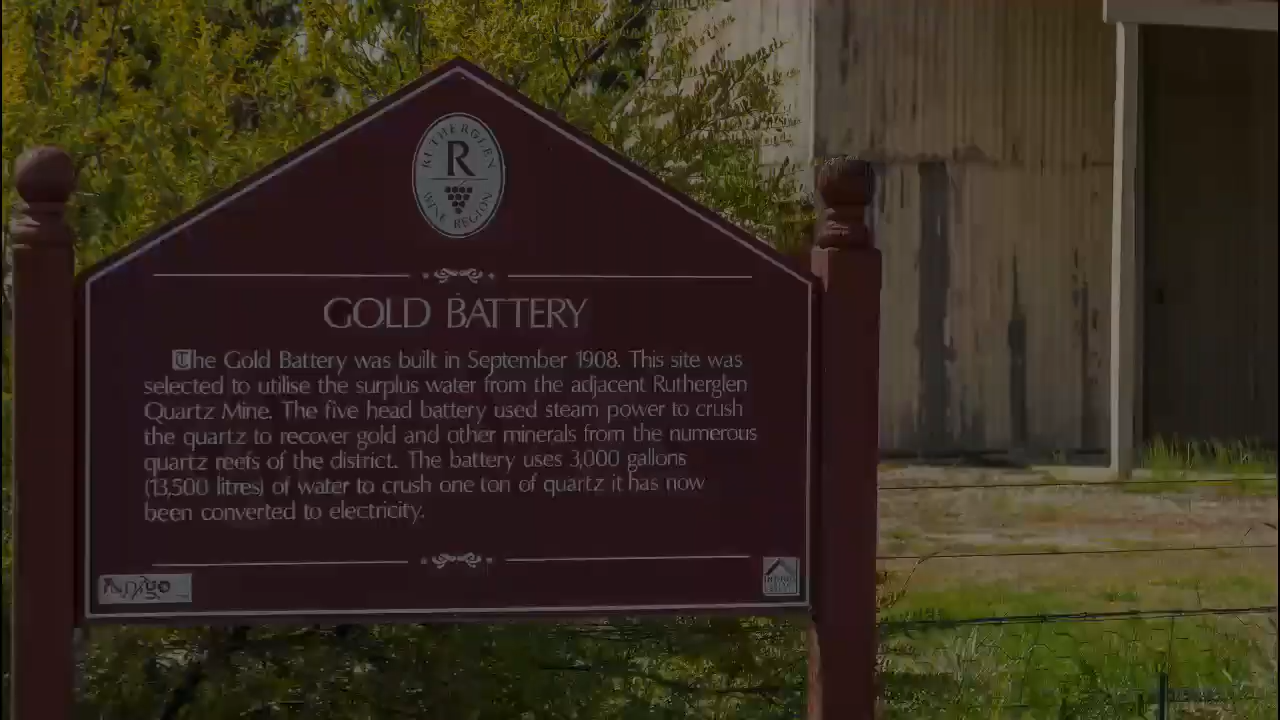 RUTHERGLEN
R
WINE REGION
GOLD BATTERY
The Gold Battery was built in September 1908. This site was
selected to utilise the surplus water from the adjacent Rutherglen
Quartz Mine. The five head battery used steam power to crush
the quartz to recover gold and other minerals from the numerous
quartz reefs of the district. The battery uses 3,000 gallons
(13,500 litres) of water to crush one ton of quartz it has now
been converted to electricity.